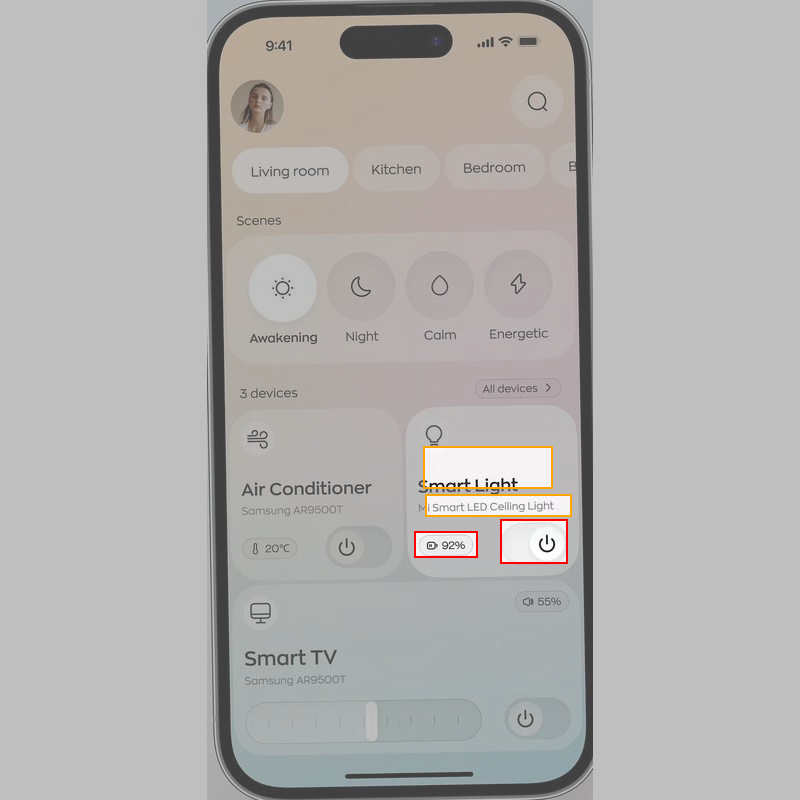 9:41
Living room Kitchen Bedroom B
Scenes
Awakening Night Calm Energetic
3 devices All devices
Air Conditioner
Samsung AR9500T
20°C
Smart Light
Mi Smart LED Ceiling Light
92%
55%
Smart TV
Samsung AR9500T